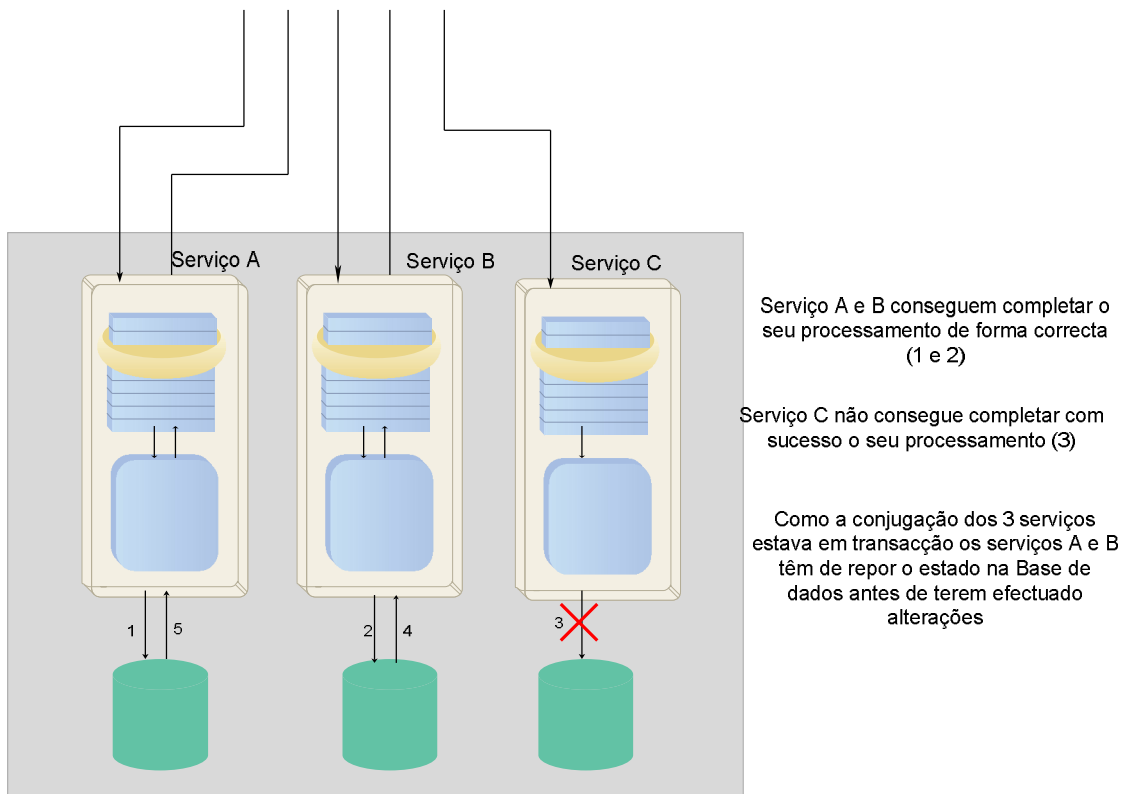 Serviço A
Serviço B
Serviço C
Serviço A e B conseguem completar o
seu processamento de forma correcta
(1 e 2)
Serviço C não consegue completar com
sucesso o seu processamento (3)
Como a conjugação dos 3 serviços
estava em transacção os serviços A e B
têm de repor o estado na Base de
dados antes de terem efectuado
alterações
1
5
2
4
3